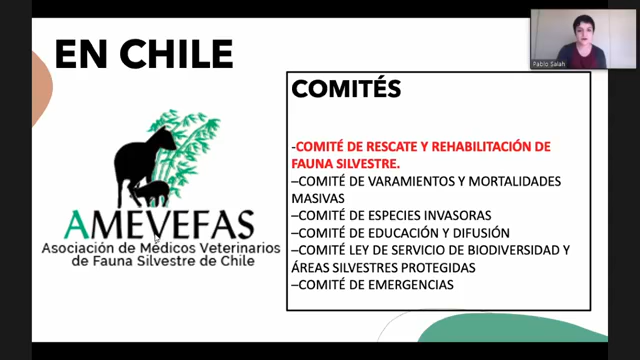 EN CHILE
AMEVEFAS
Asociación de Médicos Veterinarios
de Fauna Silvestre de Chile
COMITÉS
-COMITÉ DE RESCATE Y REHABILITACIÓN DE
FAUNA SILVESTRE.
–COMITÉ DE VARAMIENTOS Y MORTALIDADES
MASIVAS
–COMITÉ DE ESPECIES INVASORAS
–COMITÉ DE EDUCACIÓN Y DIFUSIÓN
–COMITÉ LEY DE SERVICIO DE BIODIVERSIDAD Y
ÁREAS SILVESTRES PROTEGIDAS
–COMITÉ DE EMERGENCIAS
Pablo Salah